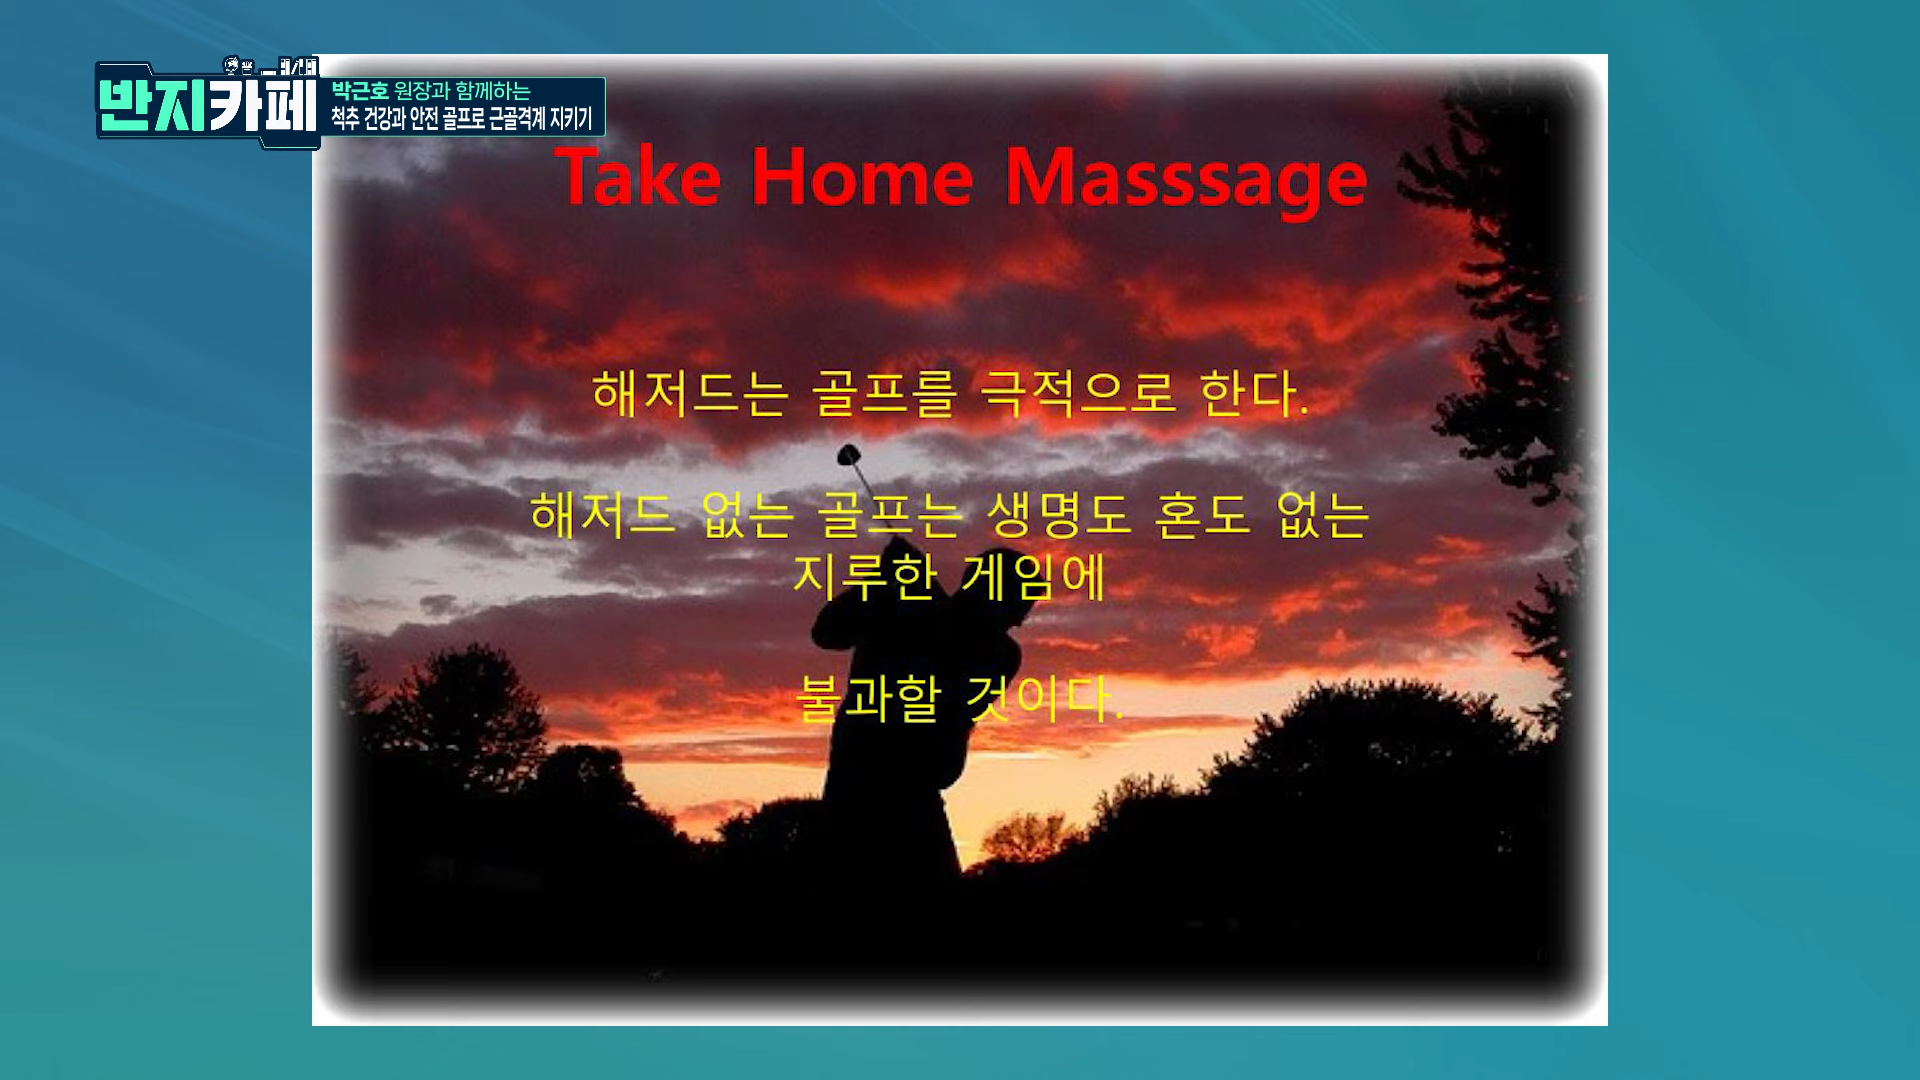 반지카페
박근호 원장과 함께하는
척추 건강과 안전 골프로 근골격계 지키기
Take Home Masssage
해저드는 골프를 극적으로 한다.
해저드 없는 골프는 생명도 혼도 없는
지루한 게임에
불과할 것이다.